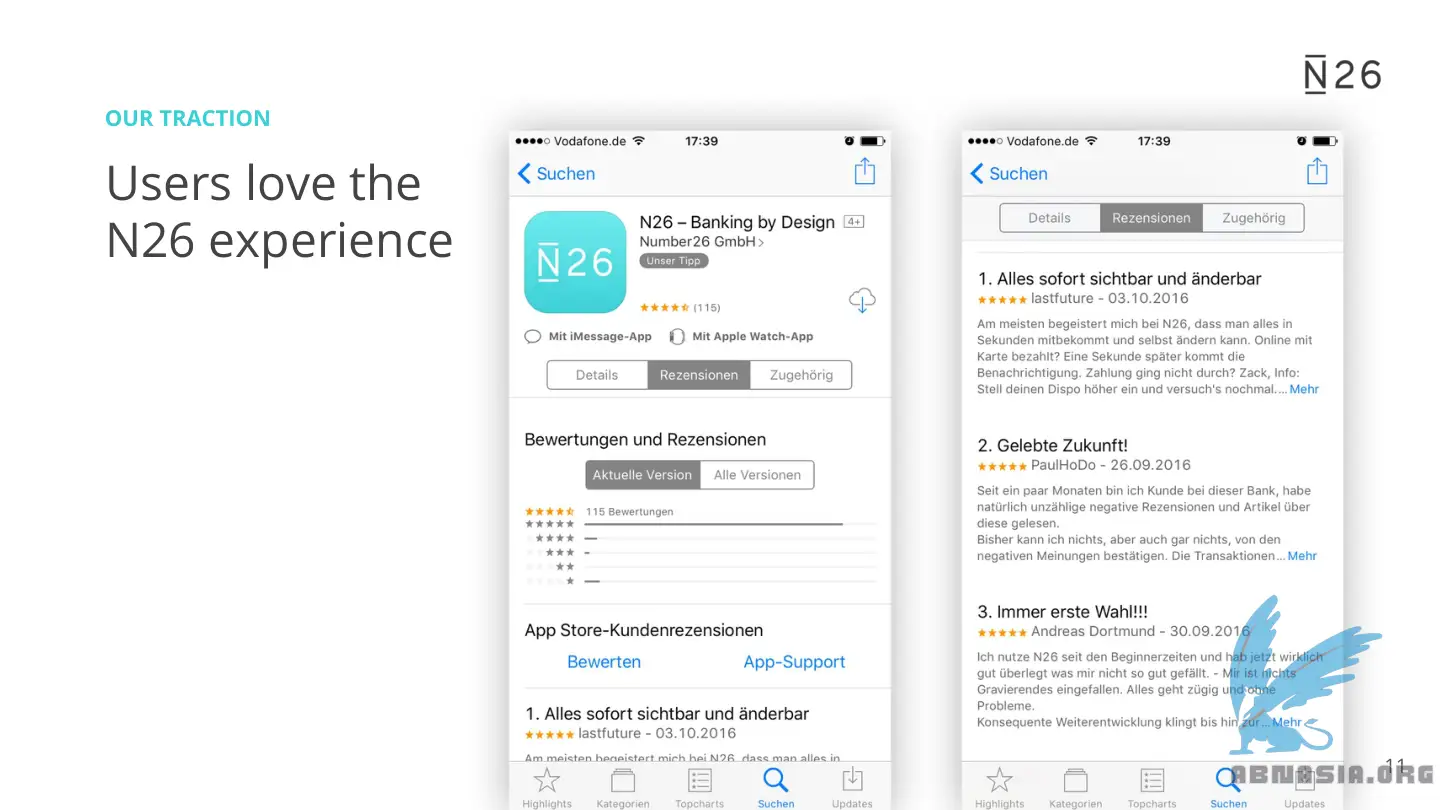 N26
OUR TRACTION
Users love the
N26 experience
Vodafone.de
17:39
Suchen
N26
N26 – Banking by Design 4+
Number26 GmbH
Unser Tipp
(115)
Mit iMessage-App
Mit Apple Watch-App
Details
Rezensionen
Zugehörig
Bewertungen und Rezensionen
Aktuelle Version
Alle Versionen
115 Bewertungen
App Store-Kundenrezensionen
Bewerten
App-Support
1. Alles sofort sichtbar und änderbar
lastfuture - 03.10.2016
Am meisten begeistert mich bei N26, dass man alles in
Highlights
Kategorien
Topcharts
Suchen
Updates
Vodafone.de
17:39
Suchen
Details
Rezensionen
Zugehörig
1. Alles sofort sichtbar und änderbar
lastfuture - 03.10.2016
Am meisten begeistert mich bei N26, dass man alles in
Sekunden mitbekommt und selbst ändern kann. Online mit
Karte bezahlt? Eine Sekunde später kommt die
Benachrichtigung. Zahlung ging nicht durch? Zack, Info:
Stell deinen Dispo höher ein und versuch's nochmal.... Mehr
2. Gelebte Zukunft!
PaulHoDo - 26.09.2016
Seit ein paar Monaten bin ich Kunde bei dieser Bank, habe
natürlich unzählige negative Rezensionen und Artikel über
diese gelesen.
Bisher kann ich nichts, aber auch gar nichts, von den
negativen Meinungen bestätigen. Die Transaktionen... Mehr
3. Immer erste Wahl!!!
Andreas Dortmund - 30.09.2016
Ich nutze N26 seit den Beginnerzeiten und hab jetzt wirklich
gut überlegt was mir nicht so gut gefällt. - Mir ist nichts
Gravierendes eingefallen. Alles geht zügig und ohne
Probleme.
Konsequente Weiterentwicklung klingt bis hin zur... Mehr
Highlights
Kategorien
Topcharts
Suchen
Updates
11
ABNASIA.ORG